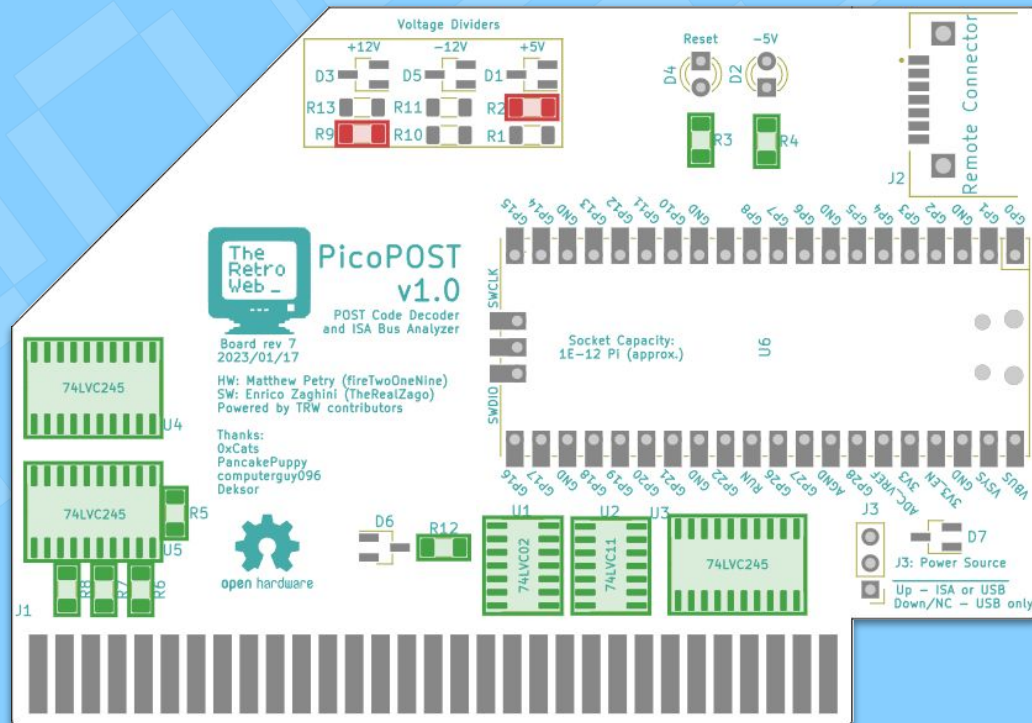 Voltage Dividers
+12V -12V +5V
D3 D5 D1
R13 R11 R2
R9 R10 R1
Reset -5V
D4 D2
R3 R4
J2
Remote Connector
GP15 GP14 GND GP13 GP12 GP11 GP10 GND GP8 GP7 GP6 GND GP5 GP4 GP3 GP2 GND GP1 GP0
The
Retro
Web_
PicoPOST
v1.0
POST Code Decoder
and ISA Bus Analyzer
Board rev 7
2023/01/17
HW: Matthew Petry (fireTwoOneNine)
SW: Enrico Zaghini (TheRealZago)
Powered by TRW contributors
Thanks:
0xCats
PancakePuppy
computerguy096
Deksor
open hardware
SWCLK
SWDIO
Socket Capacity:
1E-12 Pi (approx.)
U6
GP16 GP17 GND GP18 GP19 GP20 GP21 GND GP22 RUN GP26 GP27 AGND GP28 ADC_VREF 3V3 3V3_EN GND VSYS VBUS
74LVC245
U4
74LVC245
U5
R5
R8 R7 R6
J1
D6
R12
U1
74LVC02
U2
74LVC11
U3
74LVC245
J3
D7
J3: Power Source
Up - ISA or USB
Down/NC - USB only